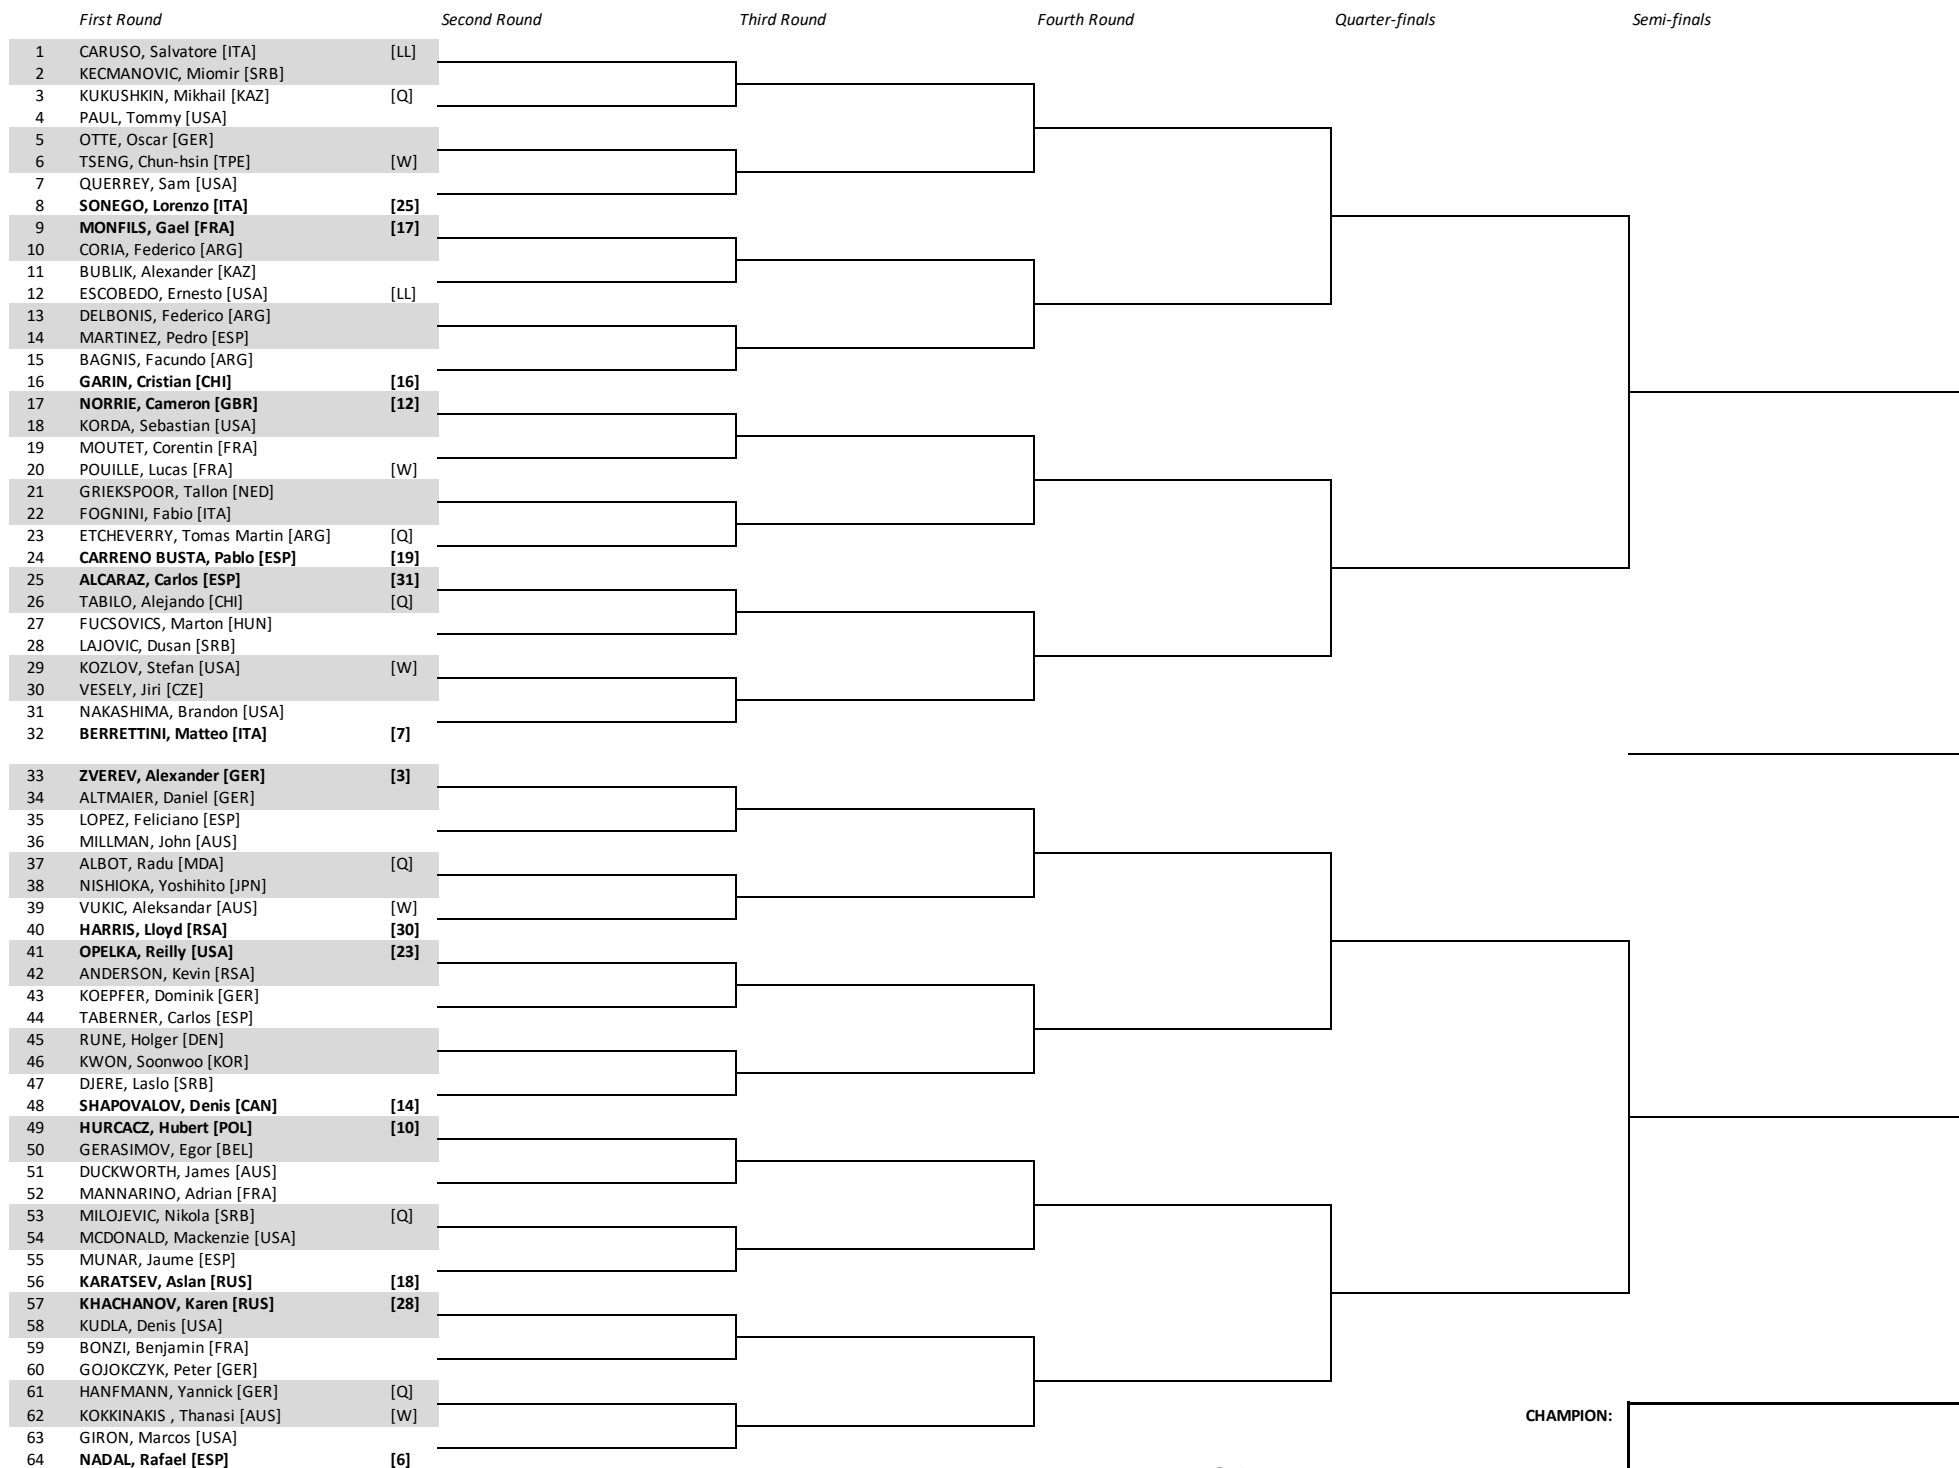 First Round Second Round Third Round Fourth Round Quarter-finals Semi-finals
1 CARUSO, Salvatore [ITA] [LL]
2 KECMANOVIC, Miomir [SRB]
3 KUKUSHKIN, Mikhail [KAZ] [Q]
4 PAUL, Tommy [USA]
5 OTTE, Oscar [GER]
6 TSENG, Chun-hsin [TPE] [W]
7 QUERREY, Sam [USA]
8 SONEGO, Lorenzo [ITA] [25]
9 MONFILS, Gael [FRA] [17]
10 CORIA, Federico [ARG]
11 BUBLIK, Alexander [KAZ]
12 ESCOBEDO, Ernesto [USA] [LL]
13 DELBONIS, Federico [ARG]
14 MARTINEZ, Pedro [ESP]
15 BAGNIS, Facundo [ARG]
16 GARIN, Cristian [CHI] [16]
17 NORRIE, Cameron [GBR] [12]
18 KORDA, Sebastian [USA]
19 MOUTET, Corentin [FRA]
20 POUILLE, Lucas [FRA] [W]
21 GRIEKSPOOR, Tallon [NED]
22 FOGNINI, Fabio [ITA]
23 ETCHEVERRY, Tomas Martin [ARG] [Q]
24 CARRENO BUSTA, Pablo [ESP] [19]
25 ALCARAZ, Carlos [ESP] [31]
26 TABILO, Alejando [CHI] [Q]
27 FUCSOVICS, Marton [HUN]
28 LAJOVIC, Dusan [SRB]
29 KOZLOV, Stefan [USA] [W]
30 VESELY, Jiri [CZE]
31 NAKASHIMA, Brandon [USA]
32 BERRETTINI, Matteo [ITA] [7]
33 ZVEREV, Alexander [GER] [3]
34 ALTMAIER, Daniel [GER]
35 LOPEZ, Feliciano [ESP]
36 MILLMAN, John [AUS]
37 ALBOT, Radu [MDA] [Q]
38 NISHIOKA, Yoshihito [JPN]
39 VUKIC, Aleksandar [AUS] [W]
40 HARRIS, Lloyd [RSA] [30]
41 OPELKA, Reilly [USA] [23]
42 ANDERSON, Kevin [RSA]
43 KOEPFER, Dominik [GER]
44 TABERNER, Carlos [ESP]
45 RUNE, Holger [DEN]
46 KWON, Soonwoo [KOR]
47 DJERE, Laslo [SRB]
48 SHAPOVALOV, Denis [CAN] [14]
49 HURCACZ, Hubert [POL] [10]
50 GERASIMOV, Egor [BEL]
51 DUCKWORTH, James [AUS]
52 MANNARINO, Adrian [FRA]
53 MILOJEVIC, Nikola [SRB] [Q]
54 MCDONALD, Mackenzie [USA]
55 MUNAR, Jaume [ESP]
56 KARATSEV, Aslan [RUS] [18]
57 KHACHANOV, Karen [RUS] [28]
58 KUDLA, Denis [USA]
59 BONZI, Benjamin [FRA]
60 GOJOKCZYK, Peter [GER]
61 HANFMANN, Yannick [GER] [Q]
62 KOKKINAKIS , Thanasi [AUS] [W]
CHAMPION:
63 GIRON, Marcos [USA]
64 NADAL, Rafael [ESP] [6]